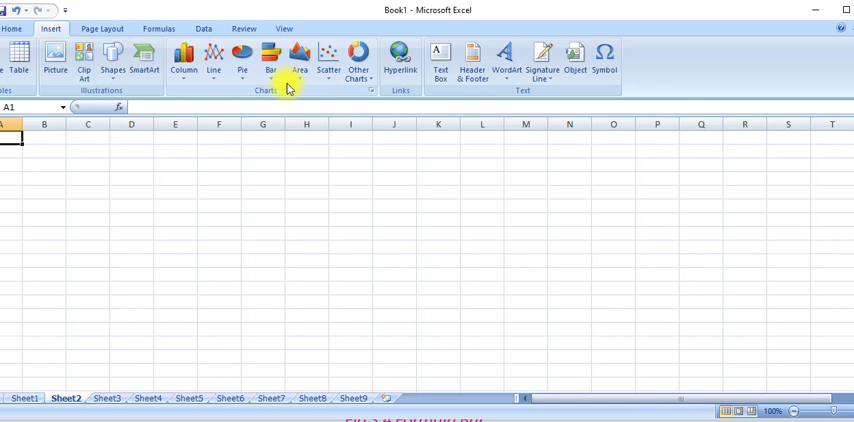 Book1 - Microsoft Excel
Home Insert Page Layout Formulas Data Review View
Table Picture Clip Art Shapes SmartArt Column Line Pie Bar Area Scatter Other Charts Hyperlink Text Box Header & Footer WordArt Signature Line Object Symbol
Illustrations Charts Links Text
A1 fx
A B C D E F G H I J K L M N O P Q R S T
Sheet1 Sheet2 Sheet3 Sheet4 Sheet5 Sheet6 Sheet7 Sheet8 Sheet9
100%